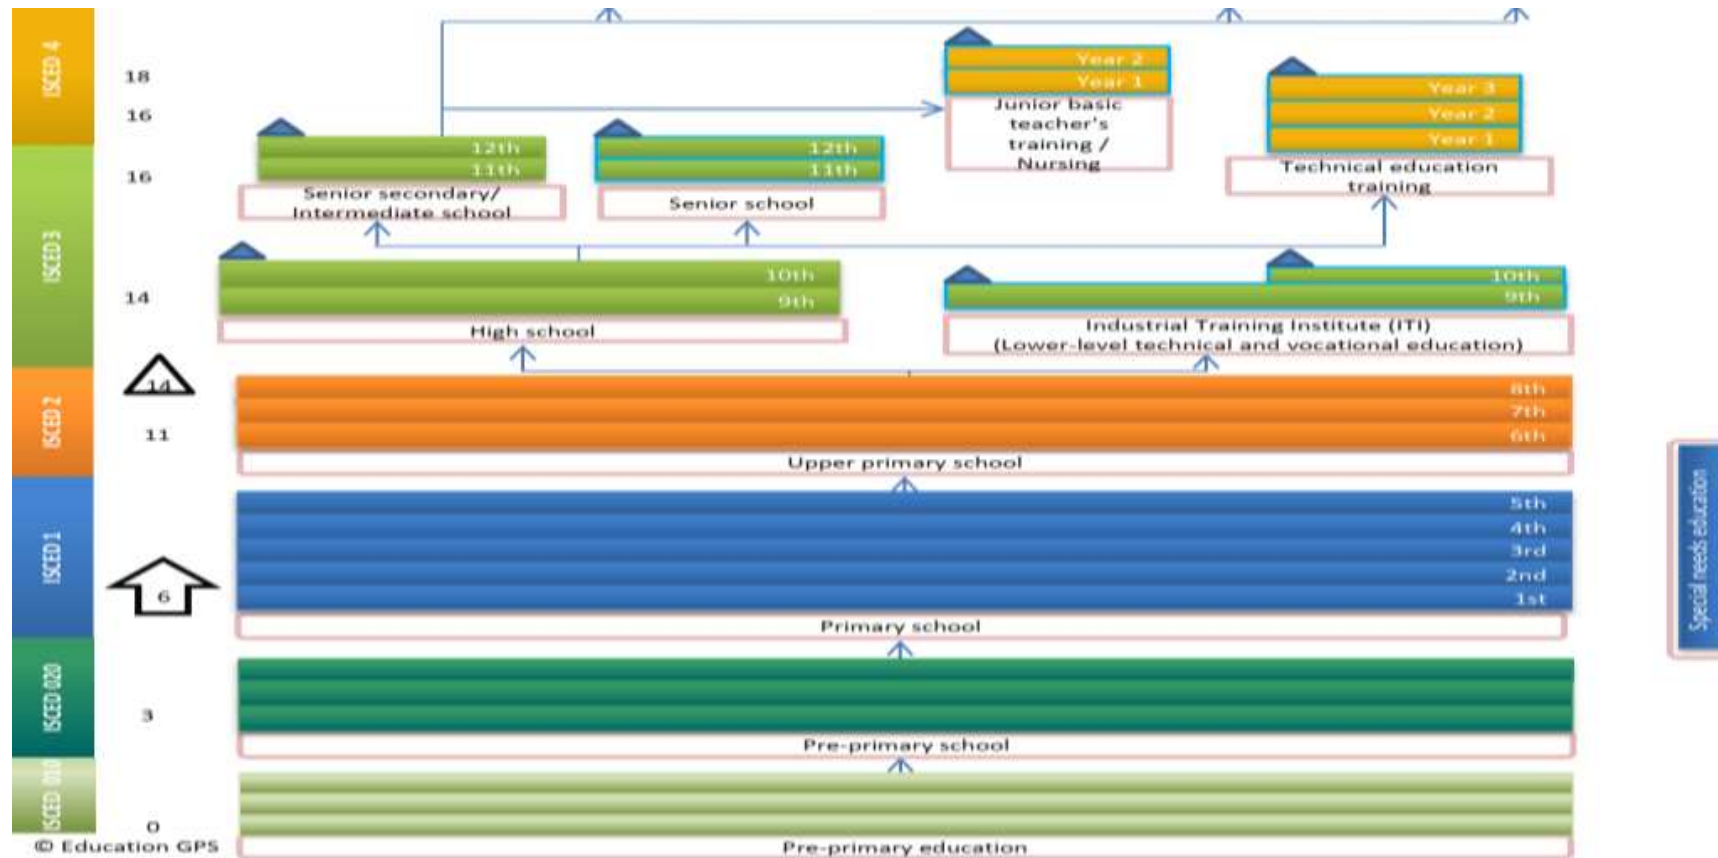 ISCED 4
18
16
Year 2
Year 1
Junior basic
teacher's
training /
Nursing
Year 3
Year 2
Year 1
Technical education
training
ISCED 3
16
12th
11th
Senior secondary/
Intermediate school
12th
11th
Senior school
14
10th
9th
High school
10th
9th
Industrial Training Institute (ITI)
(Lower-level technical and vocational education)
ISCED 2
14
11
8th
7th
6th
Upper primary school
ISCED 1
6
5th
4th
3rd
2nd
1st
Primary school
Special needs education
ISCED 020
3
Pre-primary school
ISCED 010
0
Pre-primary education
© Education GPS